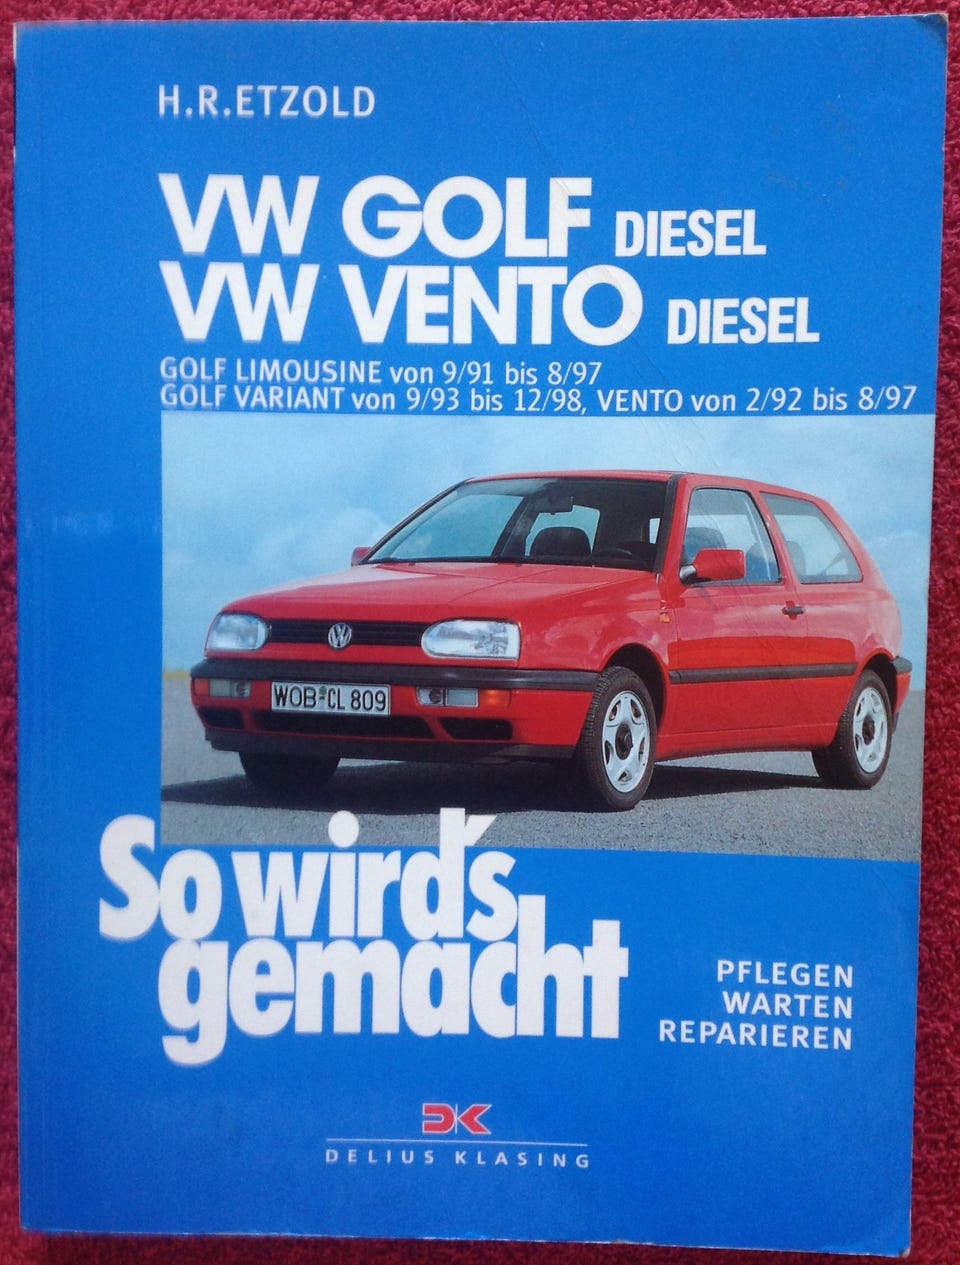 H.R.ETZOLD
VW GOLF DIESEL
VW VENTO DIESEL
GOLF LIMOUSINE von 9/91 bis 8/97
GOLF VARIANT von 9/93 bis 12/98, VENTO von 2/92 bis 8/97
WOB-CL 809
So wird's
gemacht
PFLEGEN
WARTEN
REPARIEREN
DK
DELIUS KLASING